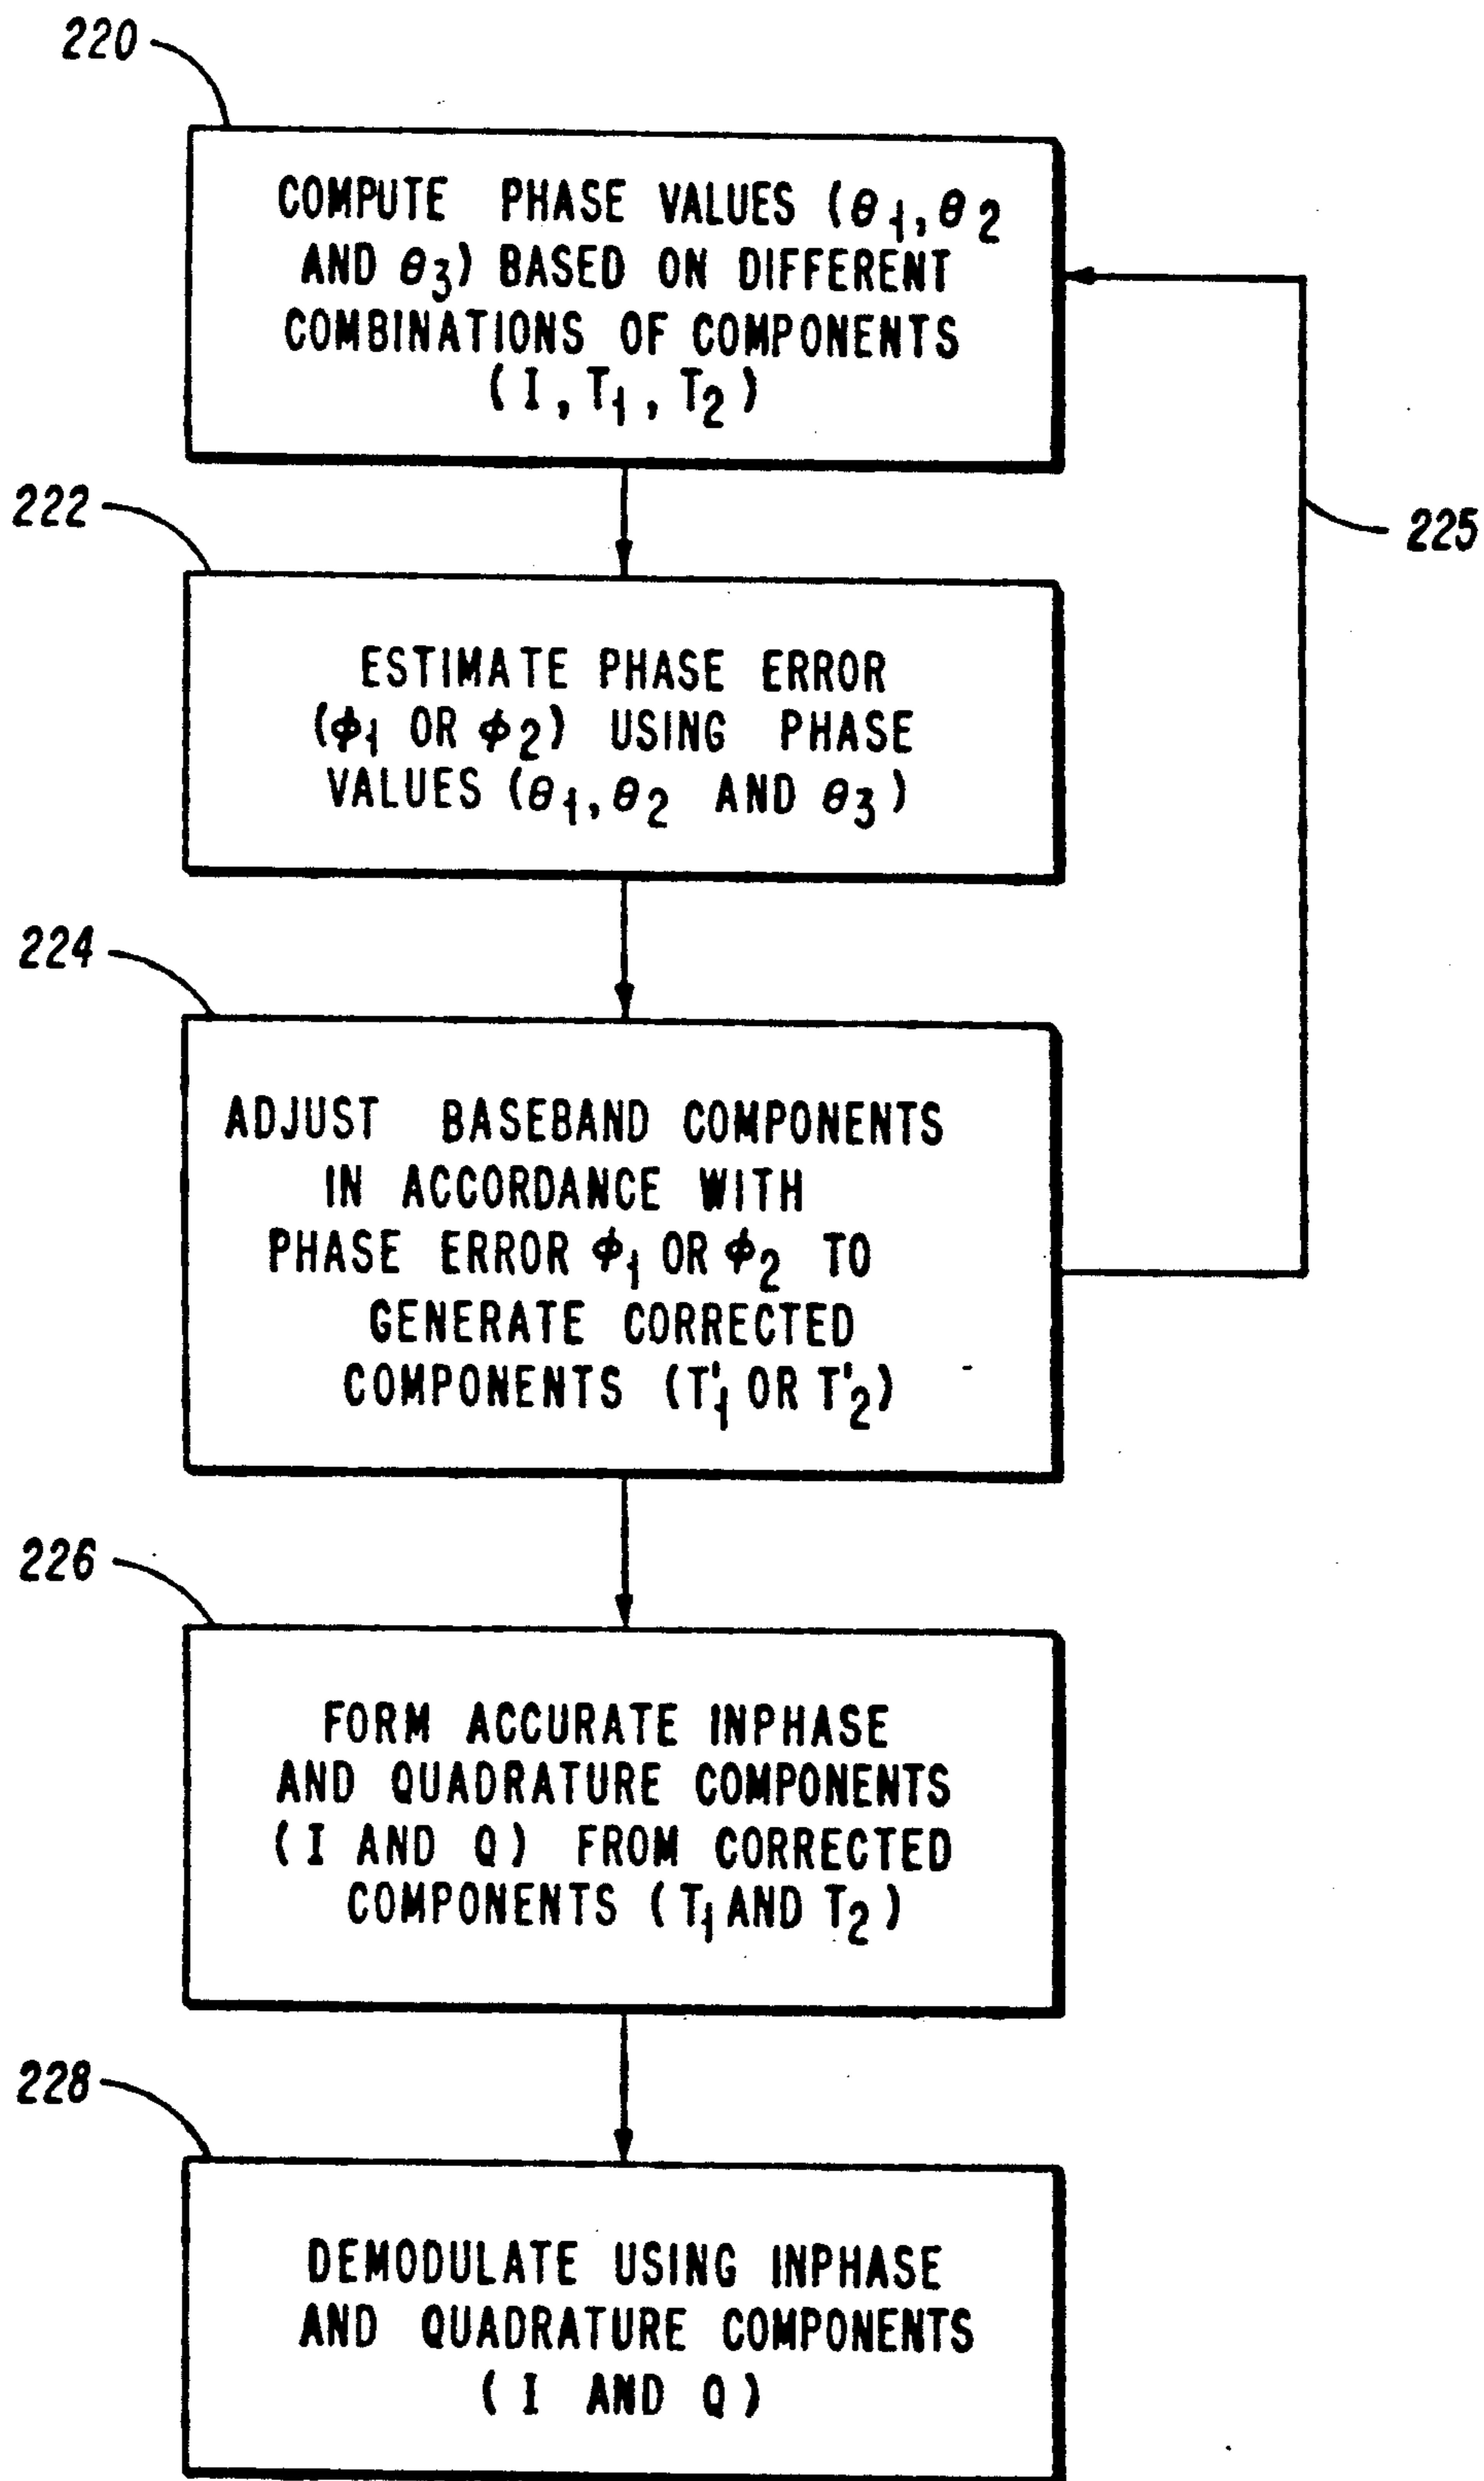 220
COMPUTE PHASE VALUES (θ1, θ2
AND θ3) BASED ON DIFFERENT
COMBINATIONS OF COMPONENTS
(I, T1, T2)
222
225
ESTIMATE PHASE ERROR
(ϕ1 OR ϕ2) USING PHASE
VALUES (θ1, θ2 AND θ3)
224
ADJUST BASEBAND COMPONENTS
IN ACCORDANCE WITH
PHASE ERROR ϕ1 OR ϕ2 TO
GENERATE CORRECTED
COMPONENTS (T'1 OR T'2)
226
FORM ACCURATE INPHASE
AND QUADRATURE COMPONENTS
(I AND Q) FROM CORRECTED
COMPONENTS (T1 AND T2)
228
DEMODULATE USING INPHASE
AND QUADRATURE COMPONENTS
(I AND Q)